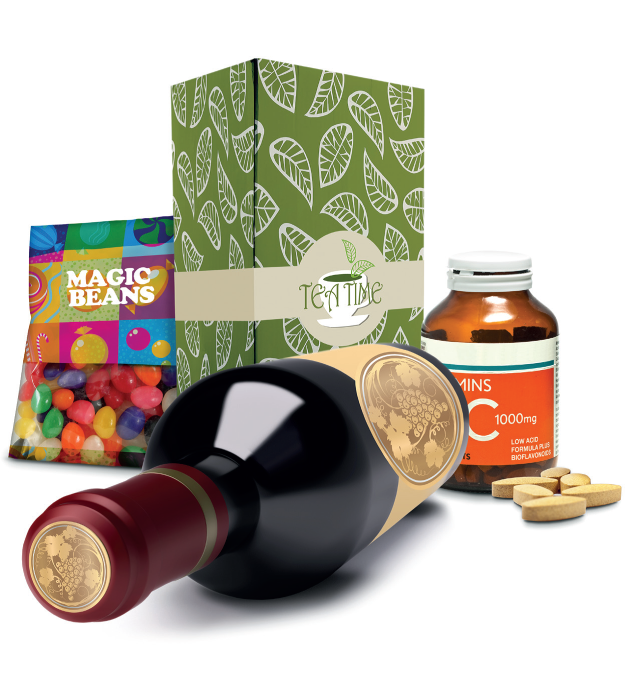 MAGIC
BEANS
TEA TIME
MINS
C 1000mg
LOW ACID
FORMULA PLUS
BIOFLAVONOIDS